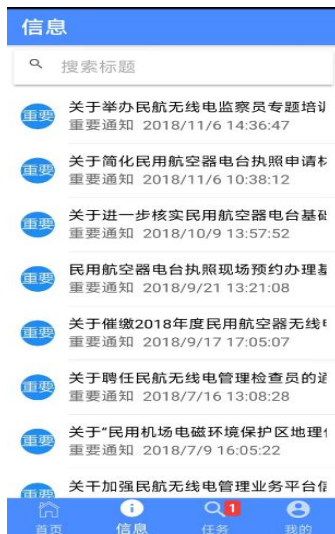 信息
搜索标题
重要
关于举办民航无线电监察员专题培训
重要通知 2018/11/6 14:36:47
重要
关于简化民用航空器电台执照申请材
重要通知 2018/11/6 10:38:12
重要
关于进一步核实民用航空器电台基础
重要通知 2018/10/9 13:57:52
重要
民用航空器电台执照现场预约办理基
重要通知 2018/9/21 13:21:08
重要
关于催缴2018年度民用航空器无线
重要通知 2018/9/17 17:05:07
重要
关于聘任民航无线电管理检查员的通
重要通知 2018/7/16 13:08:28
重要
关于“民用机场电磁环境保护区地理
重要通知 2018/7/9 16:05:22
重要
关于加强民航无线电管理业务平台信
1
首页
信息
任务
我的